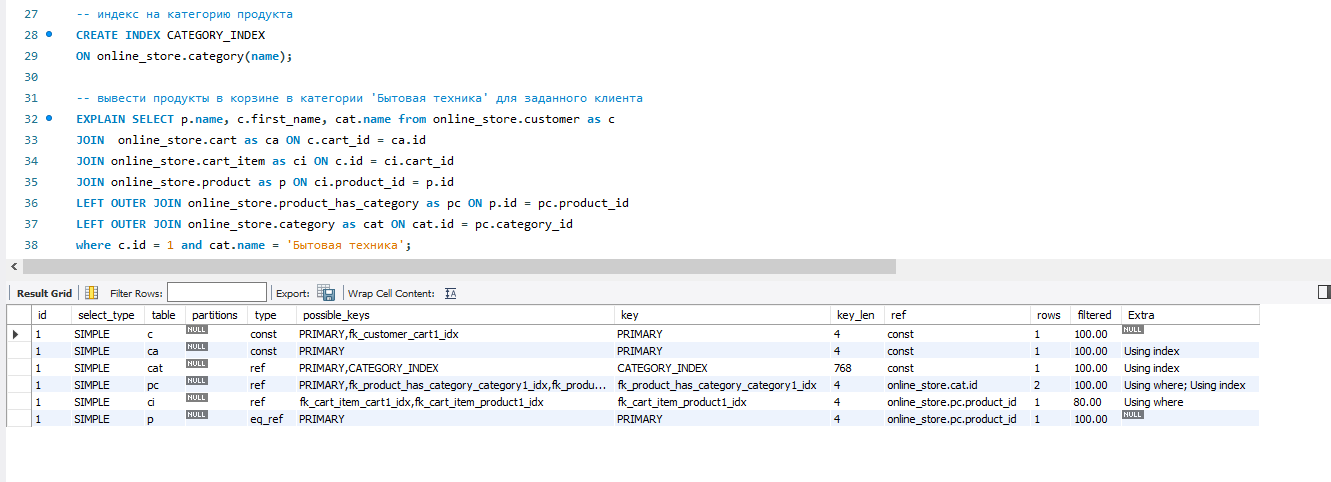 27 -- индекс на категорию продукта
28 CREATE INDEX CATEGORY_INDEX
29 ON online_store.category(name);
30
31 -- вывести продукты в корзине в категории 'Бытовая техника' для заданного клиента
32 EXPLAIN SELECT p.name, c.first_name, cat.name from online_store.customer as c
33 JOIN  online_store.cart as ca ON c.cart_id = ca.id
34 JOIN online_store.cart_item as ci ON c.id = ci.cart_id
35 JOIN online_store.product as p ON ci.product_id = p.id
36 LEFT OUTER JOIN online_store.product_has_category as pc ON p.id = pc.product_id
37 LEFT OUTER JOIN online_store.category as cat ON cat.id = pc.category_id
38 where c.id = 1 and cat.name = 'Бытовая техника';
Result Grid Filter Rows: Export: Wrap Cell Content: IA
id select_type table partitions type possible_keys key key_len ref rows filtered Extra
1 SIMPLE c NULL const PRIMARY,fk_customer_cart1_idx PRIMARY 4 const 1 100.00 NULL
1 SIMPLE ca NULL const PRIMARY PRIMARY 4 const 1 100.00 Using index
1 SIMPLE cat NULL ref PRIMARY,CATEGORY_INDEX CATEGORY_INDEX 768 const 1 100.00 Using index
1 SIMPLE pc NULL ref PRIMARY,fk_product_has_category_category1_idx,fk_produ... fk_product_has_category_category1_idx 4 online_store.cat.id 2 100.00 Using where; Using index
1 SIMPLE ci NULL ref fk_cart_item_cart1_idx,fk_cart_item_product1_idx fk_cart_item_product1_idx 4 online_store.pc.product_id 1 80.00 Using where
1 SIMPLE p NULL eq_ref PRIMARY PRIMARY 4 online_store.pc.product_id 1 100.00 NULL